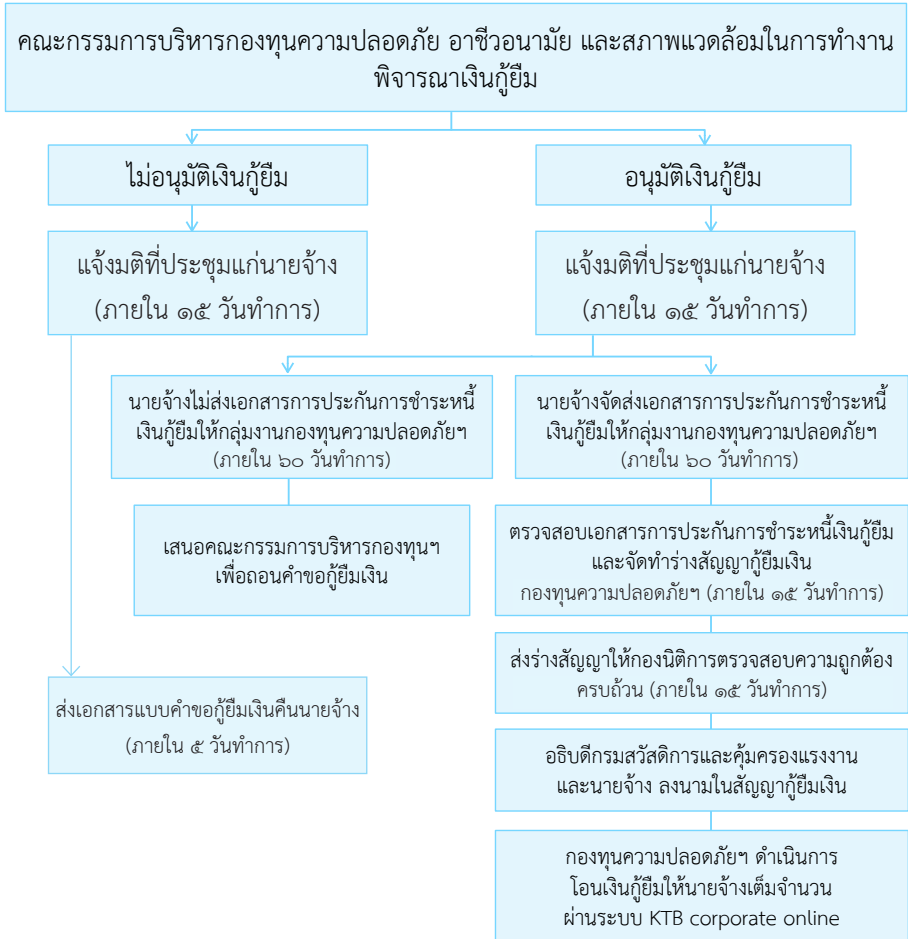 คณะกรรมการบริหารกองทุนความปลอดภัย อาชีวอนามัย และสภาพแวดล้อมในการทำงาน
พิจารณาเงินกู้ยืม
ไม่อนุมัติเงินกู้ยืม
แจ้งมติที่ประชุมแก่นายจ้าง
(ภายใน ๑๕ วันทำการ)
ส่งเอกสารแบบคำขอกู้ยืมเงินคืนนายจ้าง
(ภายใน ๕ วันทำการ)
อนุมัติเงินกู้ยืม
แจ้งมติที่ประชุมแก่นายจ้าง
(ภายใน ๑๕ วันทำการ)
นายจ้างไม่ส่งเอกสารการประกันการชำระหนี้
เงินกู้ยืมให้กลุ่มงานกองทุนความปลอดภัยฯ
(ภายใน ๖๐ วันทำการ)
เสนอคณะกรรมการบริหารกองทุนฯ
เพื่อถอนคำขอกู้ยืมเงิน
นายจ้างจัดส่งเอกสารการประกันการชำระหนี้
เงินกู้ยืมให้กลุ่มงานกองทุนความปลอดภัยฯ
(ภายใน ๖๐ วันทำการ)
ตรวจสอบเอกสารการประกันการชำระหนี้เงินกู้ยืม
และจัดทำร่างสัญญากู้ยืมเงิน
กองทุนความปลอดภัยฯ (ภายใน ๑๕ วันทำการ)
ส่งร่างสัญญาให้กองนิติการตรวจสอบความถูกต้อง
ครบถ้วน (ภายใน ๑๕ วันทำการ)
อธิบดีกรมสวัสดิการและคุ้มครองแรงงาน
และนายจ้าง ลงนามในสัญญากู้ยืมเงิน
กองทุนความปลอดภัยฯ ดำเนินการ
โอนเงินกู้ยืมให้นายจ้างเต็มจำนวน
ผ่านระบบ KTB corporate online